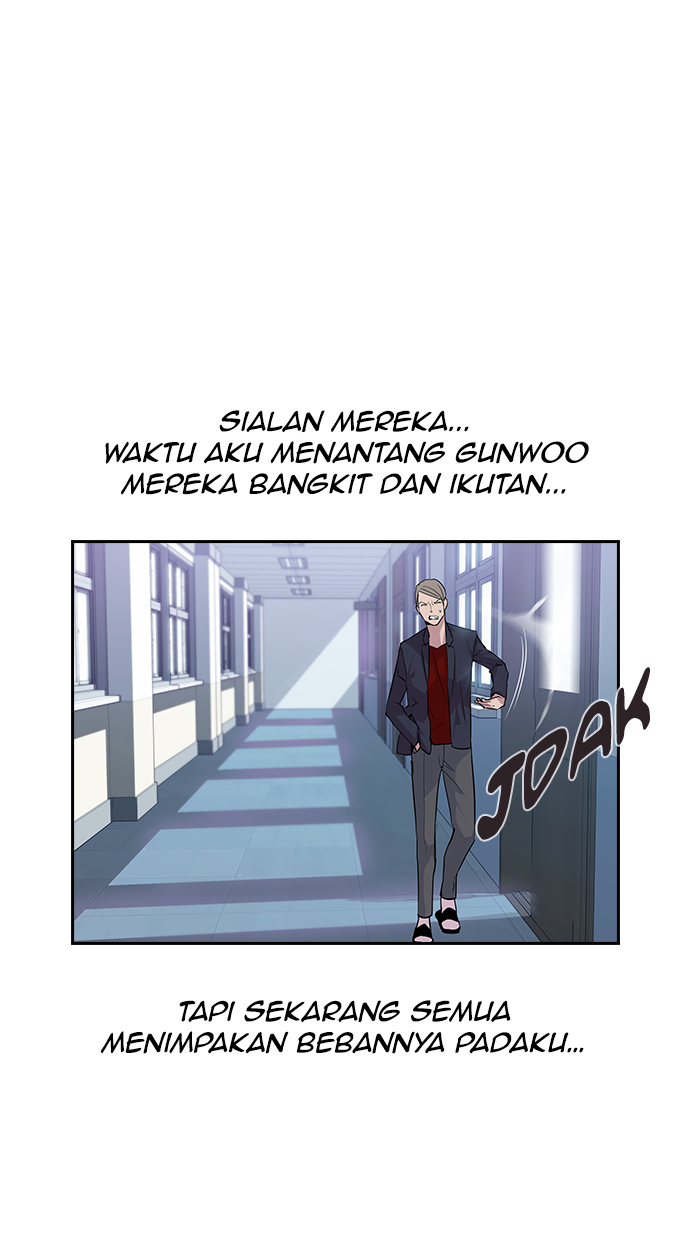 SIALAN MEREKA...
WAKTU AKU MENANTANG GUNWOO
MEREKA BANGKIT DAN IKUTAN...
JDAK
TAPI SEKARANG SEMUA
MENIMPAKAN BEBANNYA PADAKU...